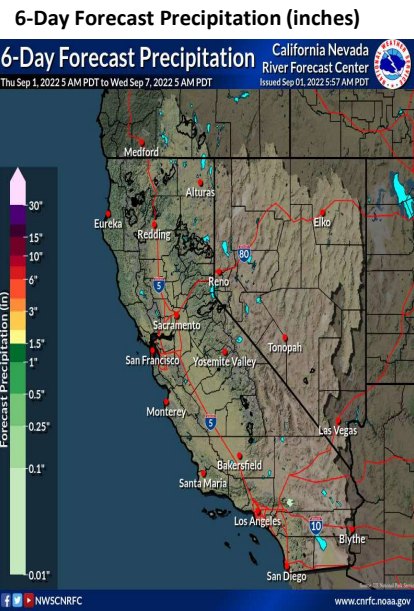 6-Day Forecast Precipitation (inches)
6-Day Forecast Precipitation
California Nevada
River Forecast Center
Thu Sep 1, 2022 5 AM PDT to Wed Sep 7, 2022 5 AM PDT
Issued Sep 01, 2022 5:57 AM PDT
Medford
Alturas
Eureka
Redding
Elko
80
Reno
5
Sacramento
San Francisco
Yosemite Valley
Tonopah
Monterey
5
Las Vegas
Bakersfield
Santa Maria
Los Angeles
10
Blythe
San Diego
Forecast Precipitation (in)
30"
15"
10"
6"
3"
1.5"
1"
0.5"
0.25"
0.1"
0.01"
NWSCNRFC
www.cnrfc.noaa.gov